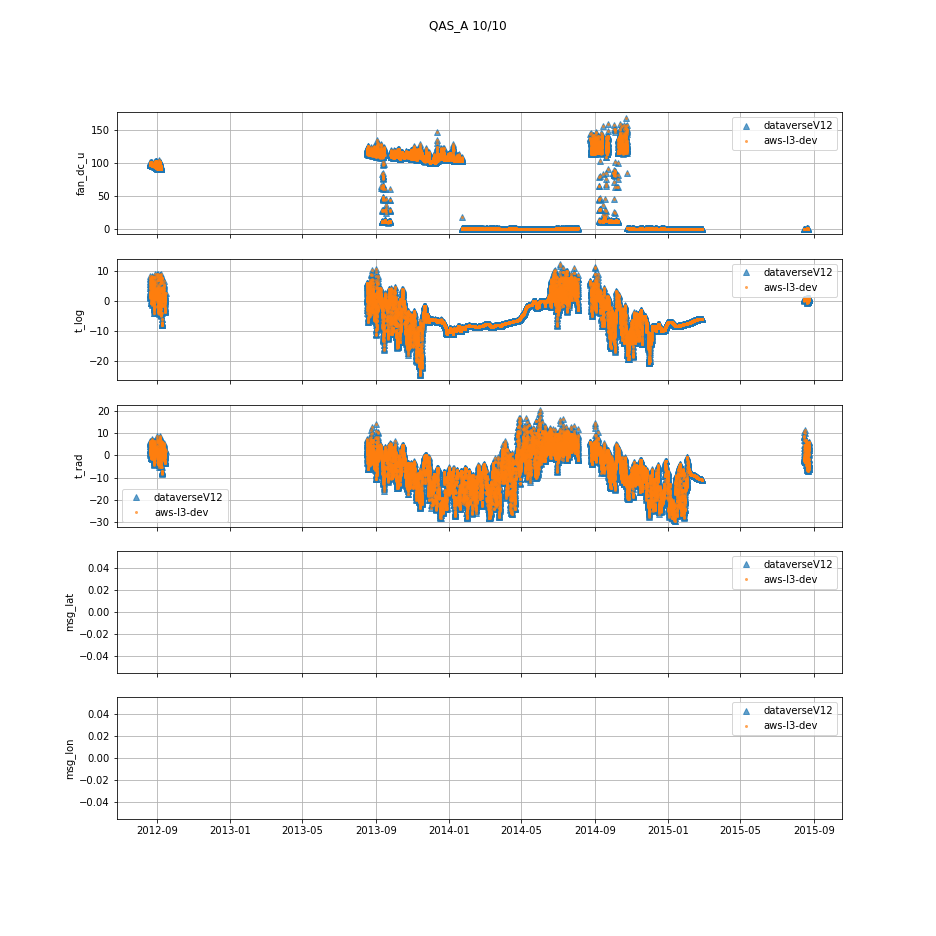 QAS_A 10/10
150
100
50
0
fan_dc_u
dataverseV12
aws-l3-dev
10
0
−10
−20
t_log
dataverseV12
aws-l3-dev
20
10
0
−10
−20
−30
t_rad
dataverseV12
aws-l3-dev
0.04
0.02
0.00
−0.02
−0.04
msg_lat
dataverseV12
aws-l3-dev
0.04
0.02
0.00
−0.02
−0.04
msg_lon
dataverseV12
aws-l3-dev
2012-09 2013-01 2013-05 2013-09 2014-01 2014-05 2014-09 2015-01 2015-05 2015-09